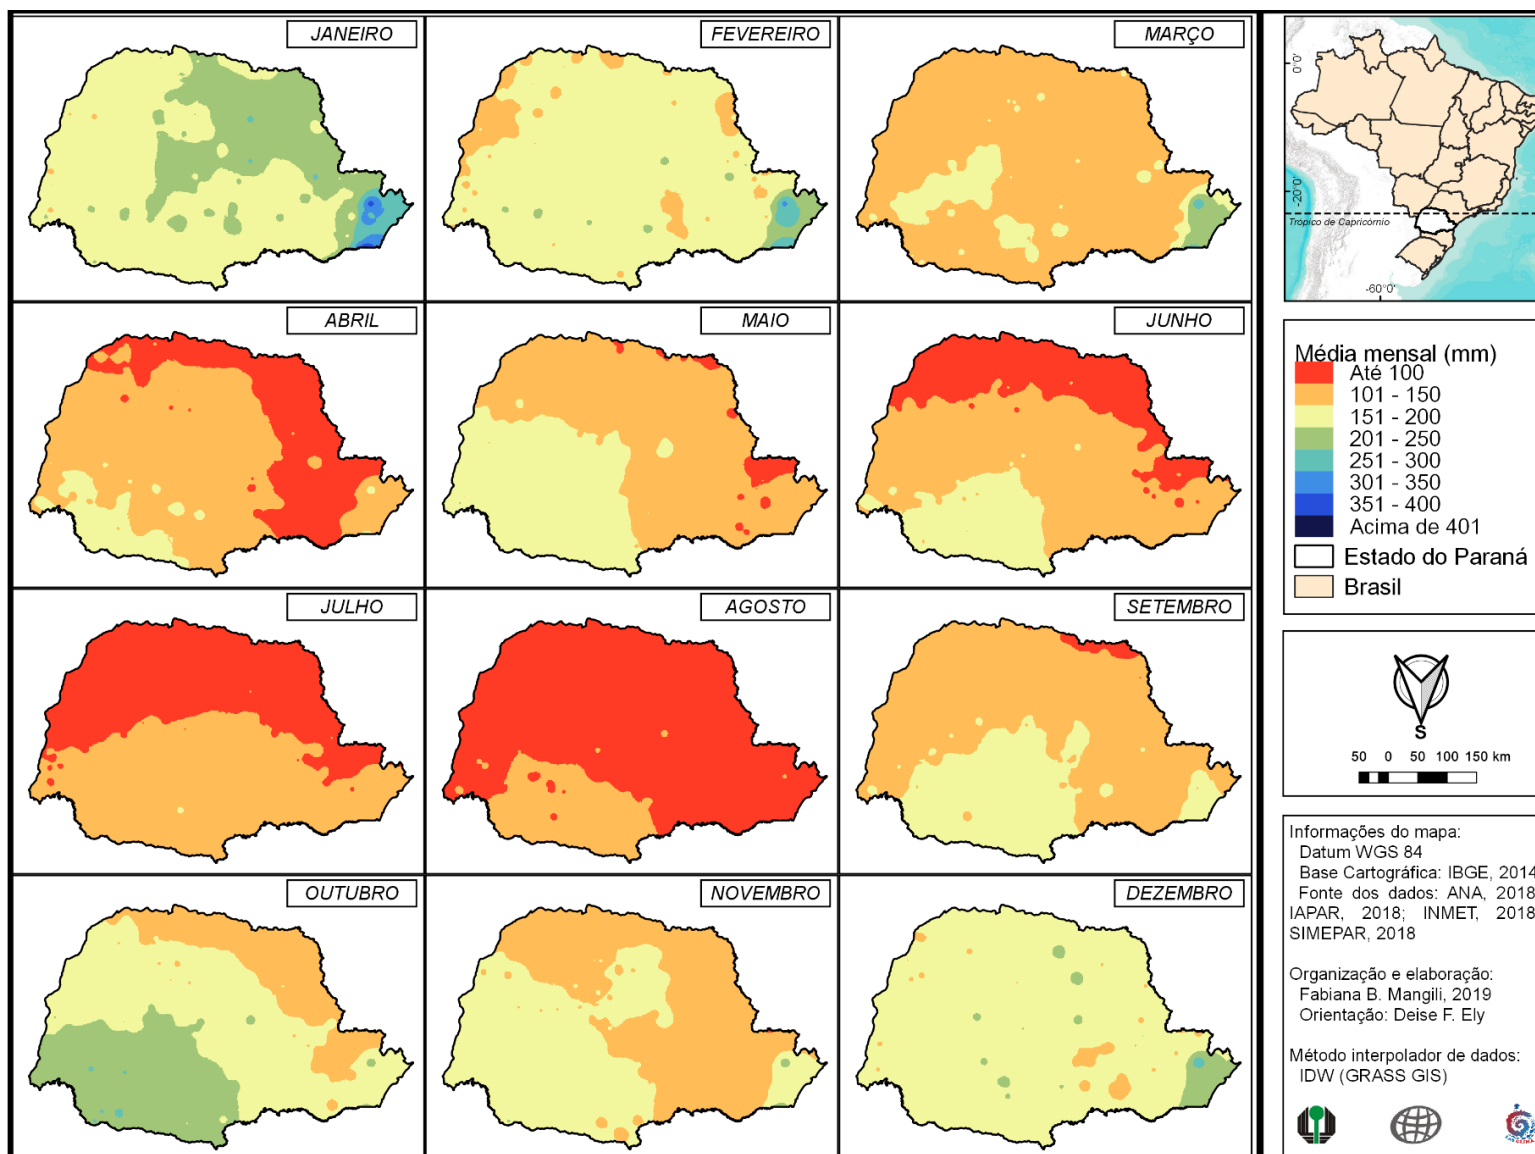 JANEIRO
FEVEREIRO
MARÇO
ABRIL
MAIO
JUNHO
JULHO
AGOSTO
SETEMBRO
OUTUBRO
NOVEMBRO
DEZEMBRO
0°0'
-20°0'
Trópico de Capricórnio
-60°0'
Média mensal (mm)
Até 100
101 - 150
151 - 200
201 - 250
251 - 300
301 - 350
351 - 400
Acima de 401
Estado do Paraná
Brasil
S
50 0 50 100 150 km
Informações do mapa:
Datum WGS 84
Base Cartográfica: IBGE, 2014
Fonte dos dados: ANA, 2018
IAPAR, 2018; INMET, 2018
SIMEPAR, 2018
Organização e elaboração:
Fabiana B. Mangili, 2019
Orientação: Deise F. Ely
Método interpolador de dados:
IDW (GRASS GIS)